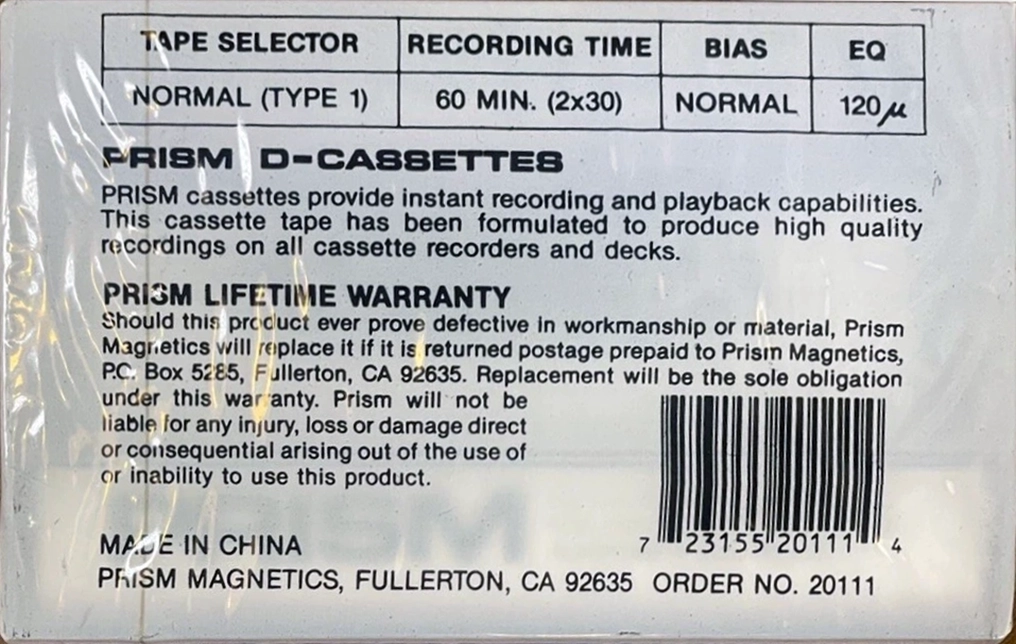 TAPE SELECTOR RECORDING TIME BIAS EQ
NORMAL (TYPE 1) 60 MIN. (2x30) NORMAL 120μ
PRISM D-CASSETTES
PRISM cassettes provide instant recording and playback capabilities.
This cassette tape has been formulated to produce high quality
recordings on all cassette recorders and decks.
PRISM LIFETIME WARRANTY
Should this product ever prove defective in workmanship or material, Prism
Magnetics will replace it if it is returned postage prepaid to Prism Magnetics,
P.O. Box 5285, Fullerton, CA 92635. Replacement will be the sole obligation
under this warranty. Prism will not be
liable for any injury, loss or damage direct
or consequential arising out of the use of
or inability to use this product.
7 23155 20111 4
MADE IN CHINA
PRISM MAGNETICS, FULLERTON, CA 92635 ORDER NO. 20111